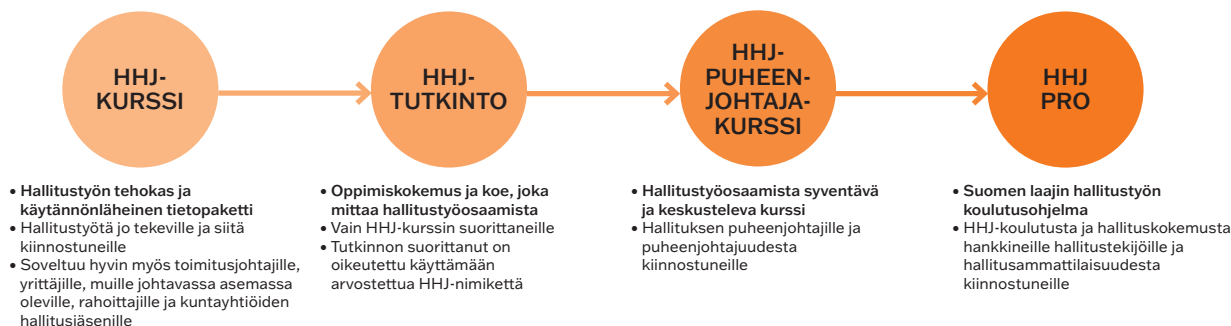 HHJ-
KURSSI
HHJ-
TUTKINTO
HHJ-
PUHEEN-
JOHTAJA-
KURSSI
HHJ
PRO
• Hallitustyön tehokas ja
käytännönläheinen tietopaketti
• Hallitustyötä jo tekeville ja siitä
kiinnostuneille
• Soveltuu hyvin myös toimitusjohtajille,
yrittäjille, muille johtavassa asemassa
oleville, rahoittajille ja kuntayhtiöiden
hallitusjäsenille
• Oppimiskokemus ja koe, joka
mittaa hallitustyöosaamista
• Vain HHJ-kurssin suorittaneille
• Tutkinnon suorittanut on
oikeutettu käyttämään
arvostettua HHJ-nimikettä
• Hallitustyöosaamista syventävä
ja keskusteleva kurssi
• Hallituksen puheenjohtajille ja
puheenjohtajuudesta
kiinnostuneille
• Suomen laajin hallitustyön
koulutusohjelma
• HHJ-koulutusta ja hallituskokemusta
hankkineille hallitustekijöille ja
hallitusammattilaisuudesta
kiinnostuneille